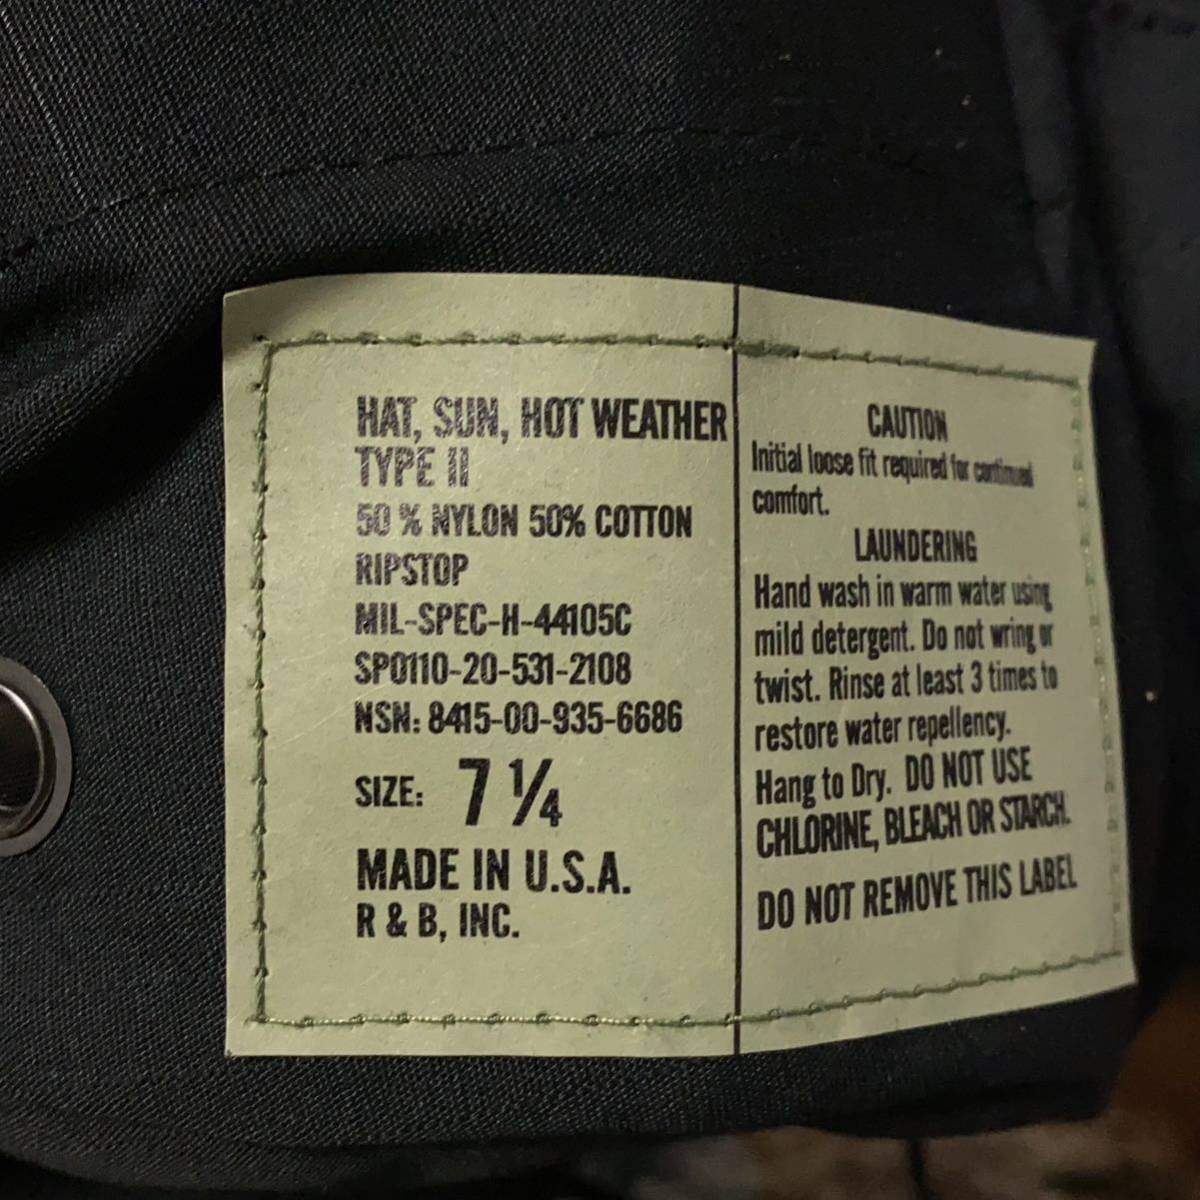 HAT, SUN, HOT WEATHER
TYPE II
50 % NYLON 50% COTTON
RIPSTOP
MIL-SPEC-H-44105C
SP0110-20-531-2108
NSN: 8415-00-935-6686
SIZE: 7 1/4
MADE IN U.S.A.
R & B, INC.
CAUTION
Initial loose fit required for continued
comfort.
LAUNDERING
Hand wash in warm water using
mild detergent. Do not wring or
twist. Rinse at least 3 times to
restore water repellency.
Hang to Dry. DO NOT USE
CHLORINE, BLEACH OR STARCH.
DO NOT REMOVE THIS LABEL